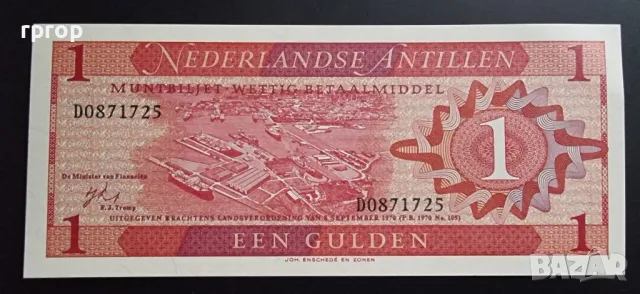 rprop
1 NEDERLANDSE ANTILLEN 1
MUNTBILJET-WETTIG BETAALMIDDEL
D0871725
1
De Minister van Financiën
D0871725
UITGEGEVEN KRACHTENS LANDSVERORDENING VAN 8 SEPTEMBER 1970 (P.B. 1970 No. 105)
1 EEN GULDEN 1
JOH. ENSCHEDÉ EN ZONEN
BAZAR